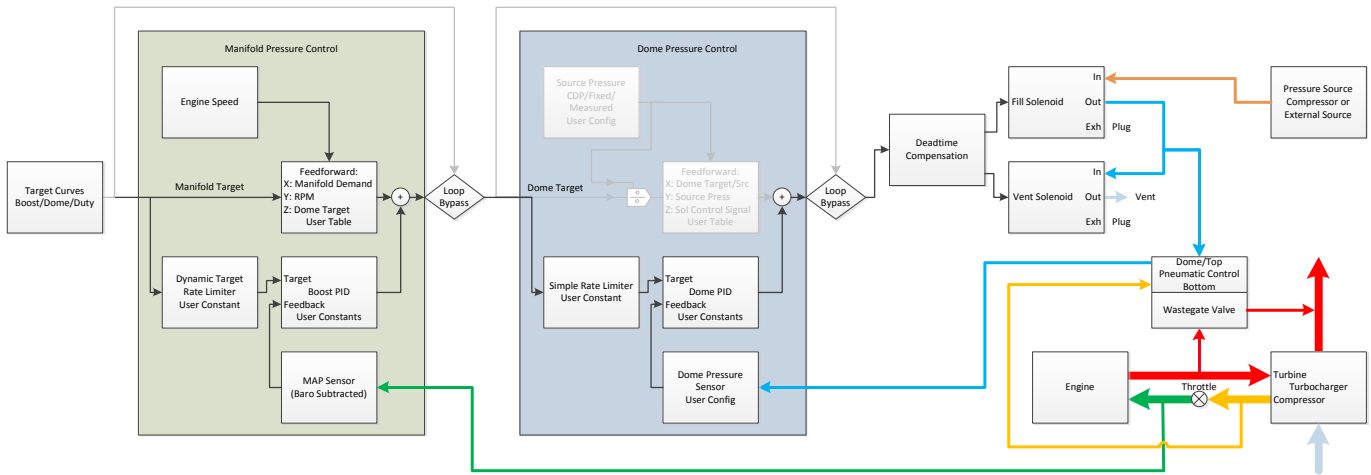 Manifold Pressure Control
Dome Pressure Control
Engine Speed
Source Pressure
CDP/Fixed/
Measured
User Config
Target Curves
Boost/Dome/Duty
Manifold Target
Feedforward:
X: Manifold Demand
Y: RPM
Z: Dome Target
User Table
+
Loop
Bypass
Dome Target
÷
Feedforward:
X: Dome Target/Src
Y: Source Press
Z: Sol Control Signal
User Table
+
Loop
Bypass
Dynamic Target
Rate Limiter
User Constant
Target
Boost PID
Feedback
User Constants
MAP Sensor
(Baro Subtracted)
Simple Rate Limiter
User Constant
Target
Dome PID
Feedback
User Constants
Dome Pressure
Sensor
User Config
Deadtime
Compensation
In
Fill Solenoid
Out
Exh
Plug
In
Vent Solenoid
Out
Vent
Exh
Plug
Pressure Source
Compressor or
External Source
Dome/Top
Pneumatic Control
Bottom
Wastegate Valve
Engine
Throttle
Turbine
Turbocharger
Compressor